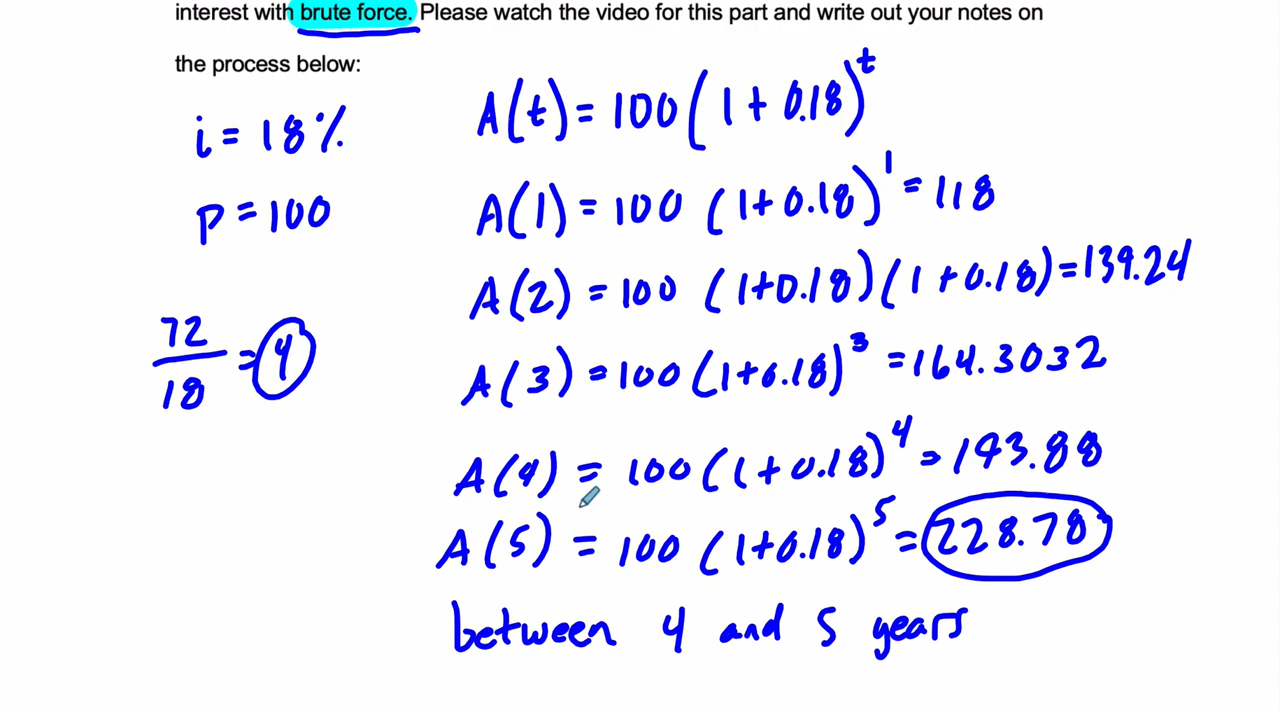 interest with brute force. Please watch the video for this part and write out your notes on
the process below:
i = 18%
P = 100
72/18 = 4
A(t) = 100(1 + 0.18)^t
A(1) = 100 (1+0.18)^1 = 118
A(2) = 100 (1+0.18)(1+0.18) = 139.24
A(3) = 100(1+0.18)^3 = 164.3032
A(4) = 100(1+0.18)^4 = 193.88
A(5) = 100 (1+0.18)^5 = 228.78
between 4 and 5 years